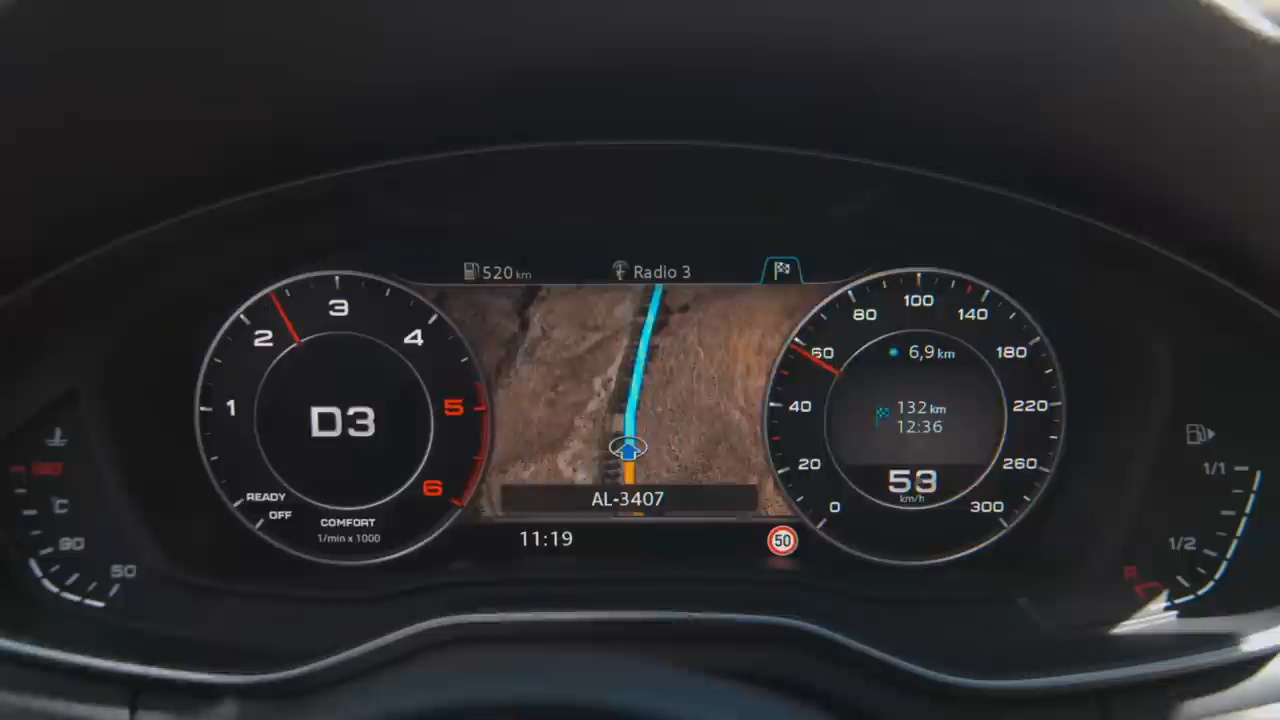 520 km
Radio 3
1
2
3
4
5
6
D3
READY
OFF
COMFORT
1/min x 1000
AL-3407
11:19
50
0
20
40
60
80
100
140
180
220
260
300
6,9 km
132 km
12:36
53
km/h
°C
90
50
1/1
1/2
R